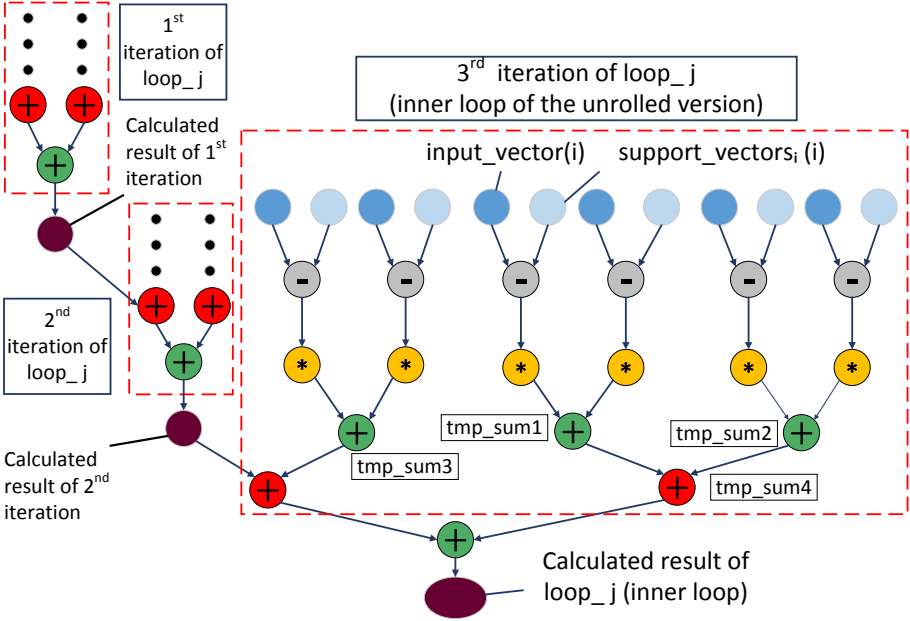 1st
iteration of
loop_ j
Calculated
result of 1st
iteration
3rd iteration of loop_ j
(inner loop of the unrolled version)
input_vector(i)
support_vectorsᵢ (i)
+ +
+
2nd
iteration of
loop_ j
+ +
+
- - - - - -
* * * * * *
tmp_sum1
tmp_sum2
+ + +
tmp_sum3
Calculated
result of 2nd
iteration
+ +
tmp_sum4
+
Calculated result of
loop_ j (inner loop)